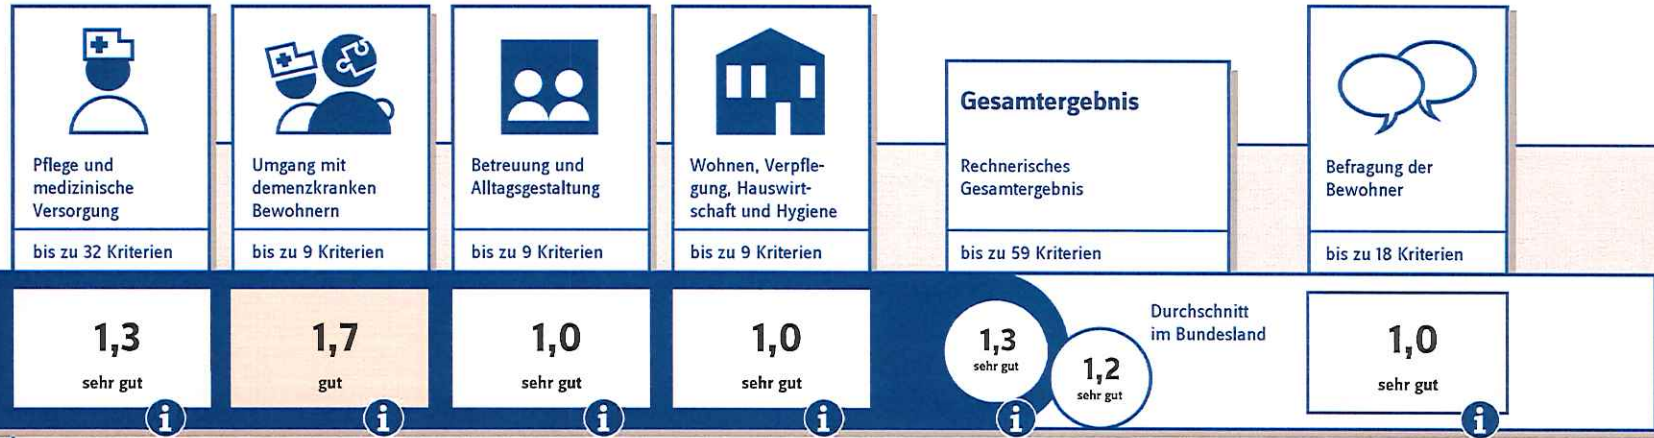 Pflege und
medizinische
Versorgung
bis zu 32 Kriterien
1,3
sehr gut
Umgang mit
demenzkranken
Bewohnern
bis zu 9 Kriterien
1,7
gut
Betreuung und
Alltagsgestaltung
bis zu 9 Kriterien
1,0
sehr gut
Wohnen, Verpfle-
gung, Hauswirt-
schaft und Hygiene
bis zu 9 Kriterien
1,0
sehr gut
Gesamtergebnis
Rechnerisches
Gesamtergebnis
bis zu 59 Kriterien
1,3
sehr gut
1,2
sehr gut
Durchschnitt
im Bundesland
Befragung der
Bewohner
bis zu 18 Kriterien
1,0
sehr gut
i
i
i
i
i
i